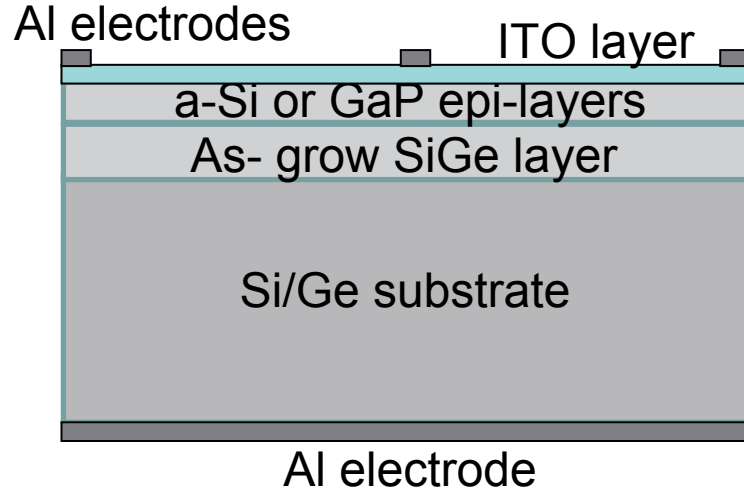 Al electrodes
ITO layer
a-Si or GaP epi-layers
As- grow SiGe layer
Si/Ge substrate
Al electrode